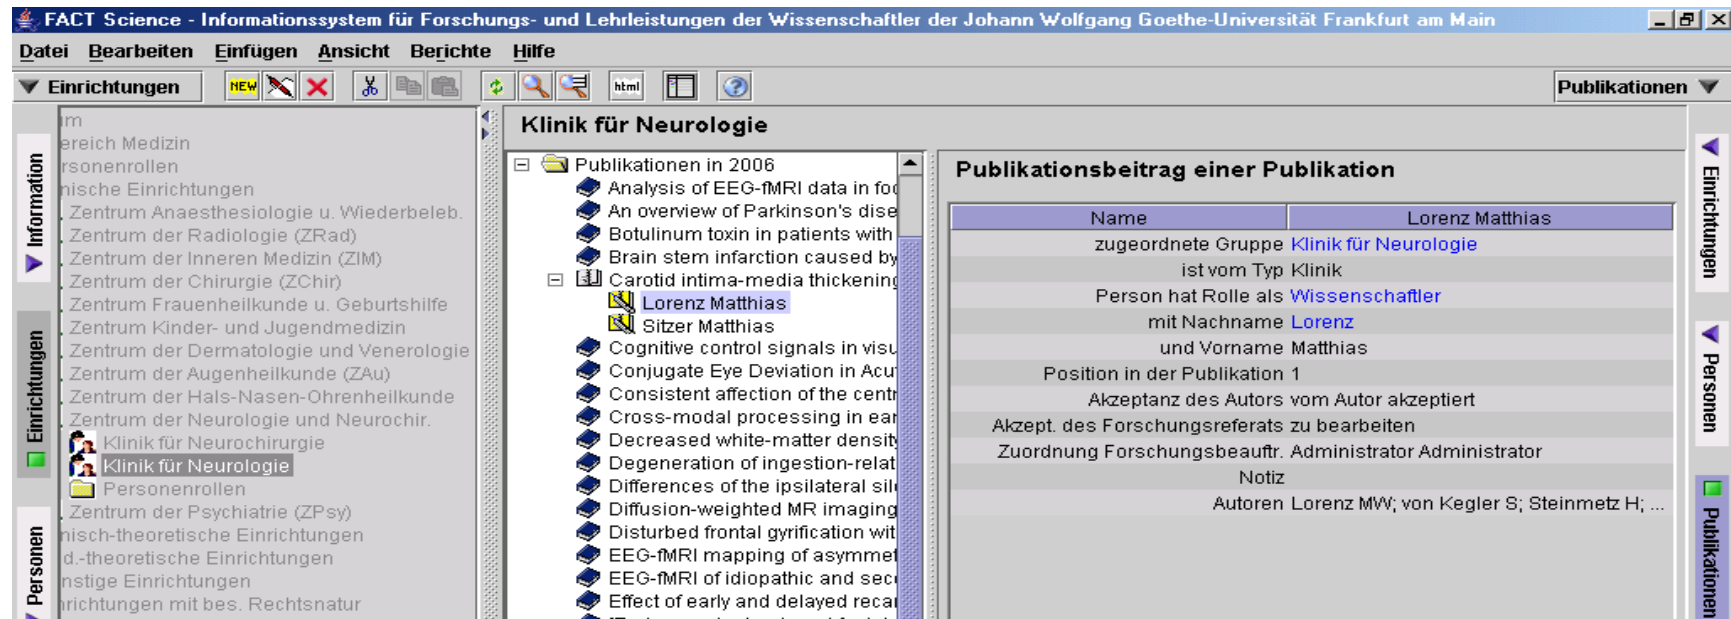 FACT Science - Informationssystem für Forschungs- und Lehrleistungen der Wissenschaftler der Johann Wolfgang Goethe-Universität Frankfurt am Main
Datei Bearbeiten Einfügen Ansicht Berichte Hilfe
Einrichtungen NEW html Publikationen
Information
Einrichtungen
Personen
um
ereich Medizin
rsonenrollen
nische Einrichtungen
Zentrum Anaesthesiologie u. Wiederbeleb.
Zentrum der Radiologie (ZRad)
Zentrum der Inneren Medizin (ZIM)
Zentrum der Chirurgie (ZChir)
Zentrum Frauenheilkunde u. Geburtshilfe
Zentrum Kinder- und Jugendmedizin
Zentrum der Dermatologie und Venerologie
Zentrum der Augenheilkunde (ZAu)
Zentrum der Hals-Nasen-Ohrenheilkunde
Zentrum der Neurologie und Neurochir.
Klinik für Neurochirurgie
Klinik für Neurologie
Personenrollen
Zentrum der Psychiatrie (ZPsy)
nisch-theoretische Einrichtungen
d.-theoretische Einrichtungen
nstige Einrichtungen
richtungen mit bes. Rechtsnatur
Klinik für Neurologie
Publikationen in 2006
Analysis of EEG-fMRI data in foc
An overview of Parkinson's dise
Botulinum toxin in patients with
Brain stem infarction caused by
Carotid intima-media thickening
Lorenz Matthias
Sitzer Matthias
Cognitive control signals in visu
Conjugate Eye Deviation in Acut
Consistent affection of the centr
Cross-modal processing in ear
Decreased white-matter density
Degeneration of ingestion-relat
Differences of the ipsilateral sile
Diffusion-weighted MR imaging
Disturbed frontal gyrification wit
EEG-fMRI mapping of asymmet
EEG-fMRI of idiopathic and seco
Effect of early and delayed recan
Publikationsbeitrag einer Publikation
Name Lorenz Matthias
zugeordnete Gruppe Klinik für Neurologie
ist vom Typ Klinik
Person hat Rolle als Wissenschaftler
mit Nachname Lorenz
und Vorname Matthias
Position in der Publikation 1
Akzeptanz des Autors vom Autor akzeptiert
Akzept. des Forschungsreferats zu bearbeiten
Zuordnung Forschungsbeauftr. Administrator Administrator
Notiz
Autoren Lorenz MW; von Kegler S; Steinmetz H; ...
Einrichtungen
Personen
Publikationen